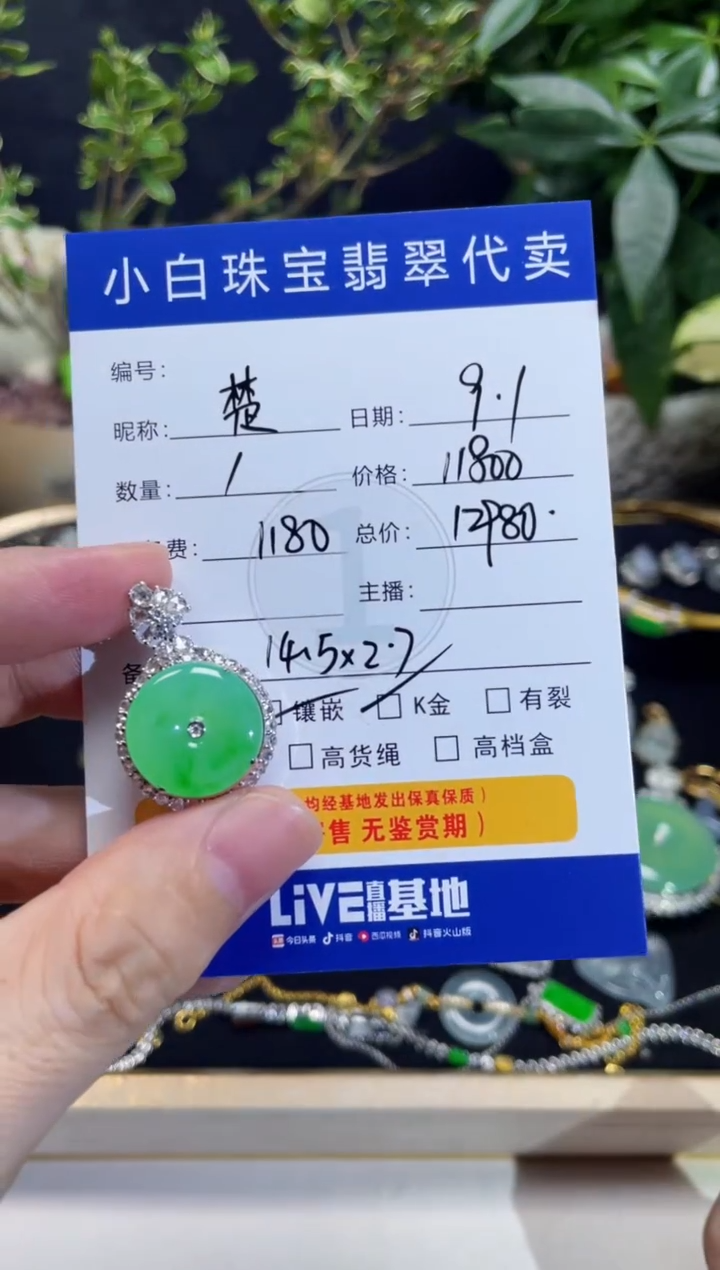 小白珠宝翡翠代卖
编号:
昵称: 楚 日期: 9.1
数量: 1 价格: 11800
费: 1180 总价: 12980.
主播:
备 14.5x2.7
镶嵌 □ K金 □ 有裂
□ 高货绳 □ 高档盒
均经基地发出保真保质）
售 无鉴赏期）
LiVE直播基地
今日头条 抖音 西瓜视频 抖音火山版